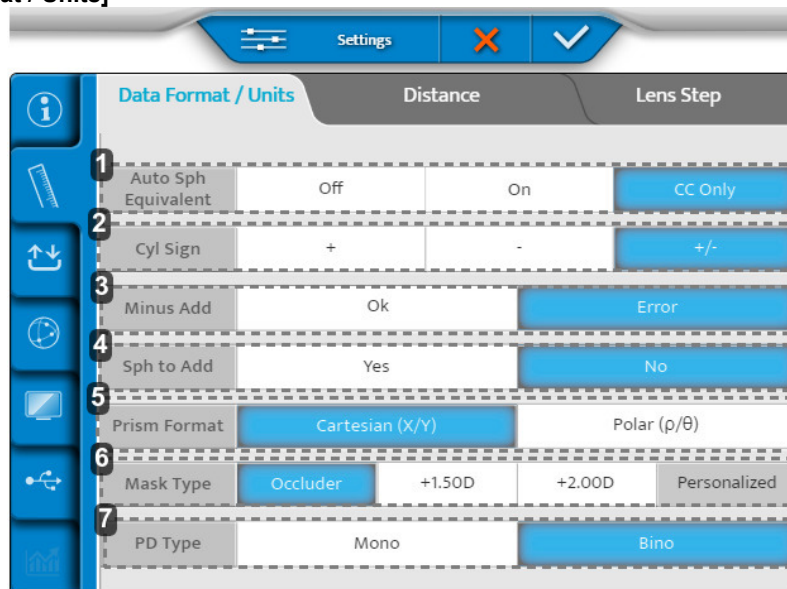 at / Units]
Settings
Data Format / Units Distance Lens Step
1
Auto Sph
Equivalent Off On CC Only
2
Cyl Sign + - +/-
3
Minus Add Ok Error
4
Sph to Add Yes No
5
Prism Format Cartesian (X/Y) Polar (ρ/θ)
6
Mask Type Occluder +1.50D +2.00D Personalized
7
PD Type Mono Bino